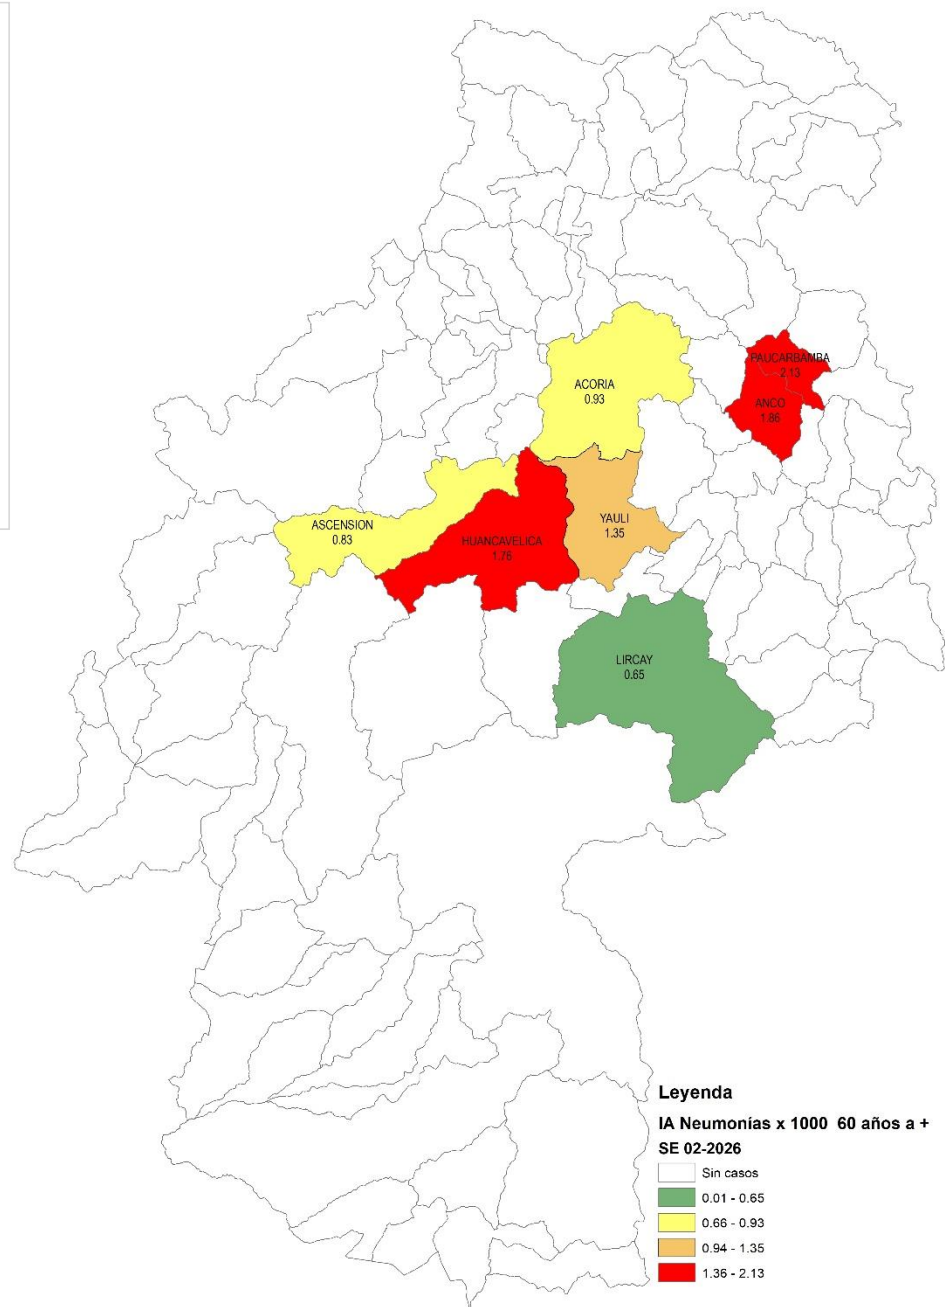 PAUCARBAMBA
2.13
ACORIA
0.93
ANCO
1.86
ASCENSION
0.83
YAULI
1.35
HUANCAVELICA
1.76
LIRCAY
0.65
Leyenda
IA Neumonías x 1000 60 años a +
SE 02-2026
Sin casos
0.01 - 0.65
0.66 - 0.93
0.94 - 1.35
1.36 - 2.13